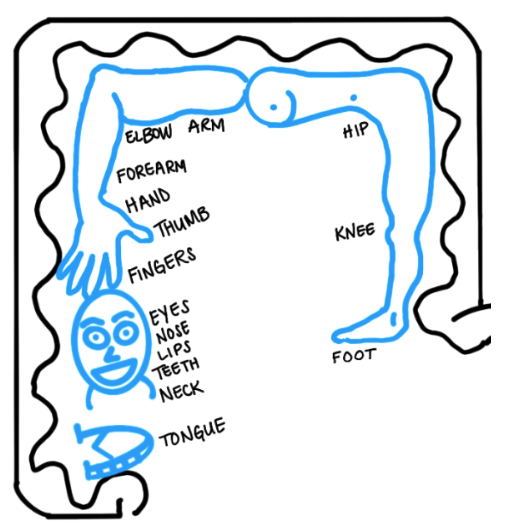 ELBOW ARM
HIP
FOREARM
HAND
THUMB
KNEE
FINGERS
EYES
NOSE
LIPS
TEETH
FOOT
NECK
TONGUE